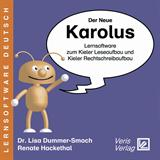 LERNSOFTWARE DEUTSCH
Der Neue
Karolus
Lernsoftware
zum Kieler Leseaufbau und
Kieler Rechtschreibaufbau
Dr. Lisa Dummer-Smoch
Renate Hackethal
Veris
Verlag